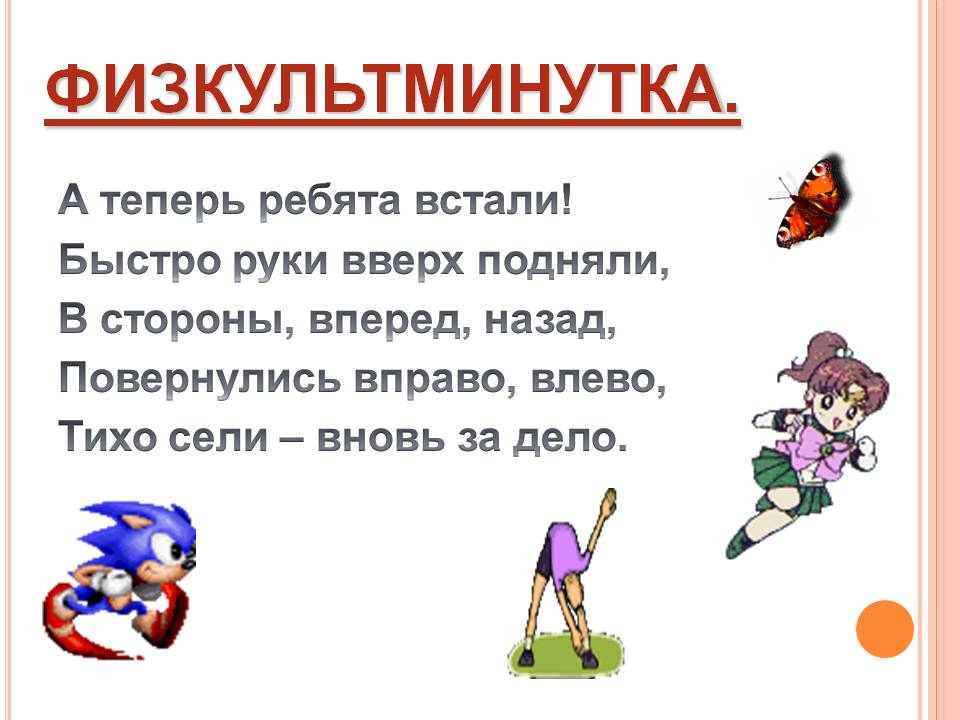 ФИЗКУЛЬТМИНУТКА.
А теперь ребята встали!
Быстро руки вверх подняли,
В стороны, вперед, назад,
Повернулись вправо, влево,
Тихо сели – вновь за дело.